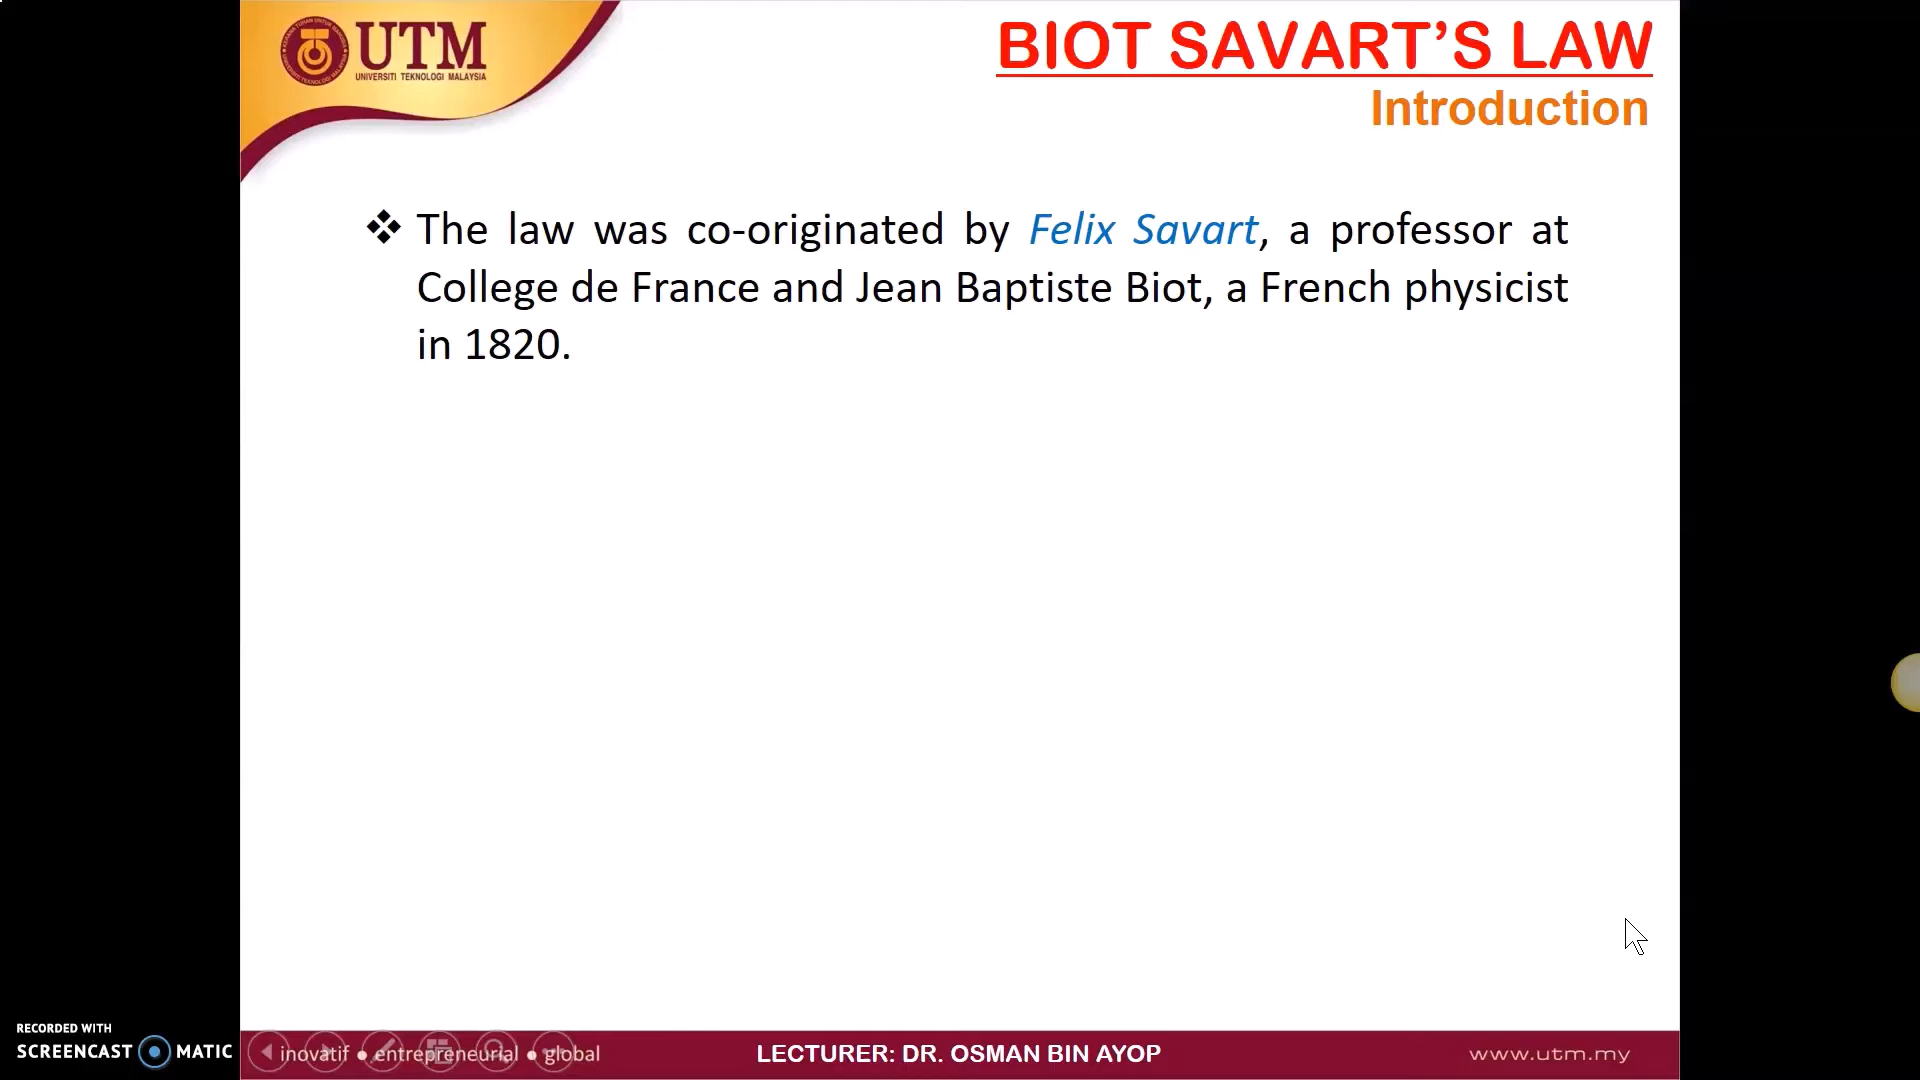 UTM
UNIVERSITI TEKNOLOGI MALAYSIA
BIOT SAVART’S LAW
Introduction
❖ The law was co-originated by Felix Savart, a professor at
College de France and Jean Baptiste Biot, a French physicist
in 1820.
RECORDED WITH
SCREENCAST MATIC
inovatif ● entrepreneurial ● global
LECTURER: DR. OSMAN BIN AYOP
www.utm.my